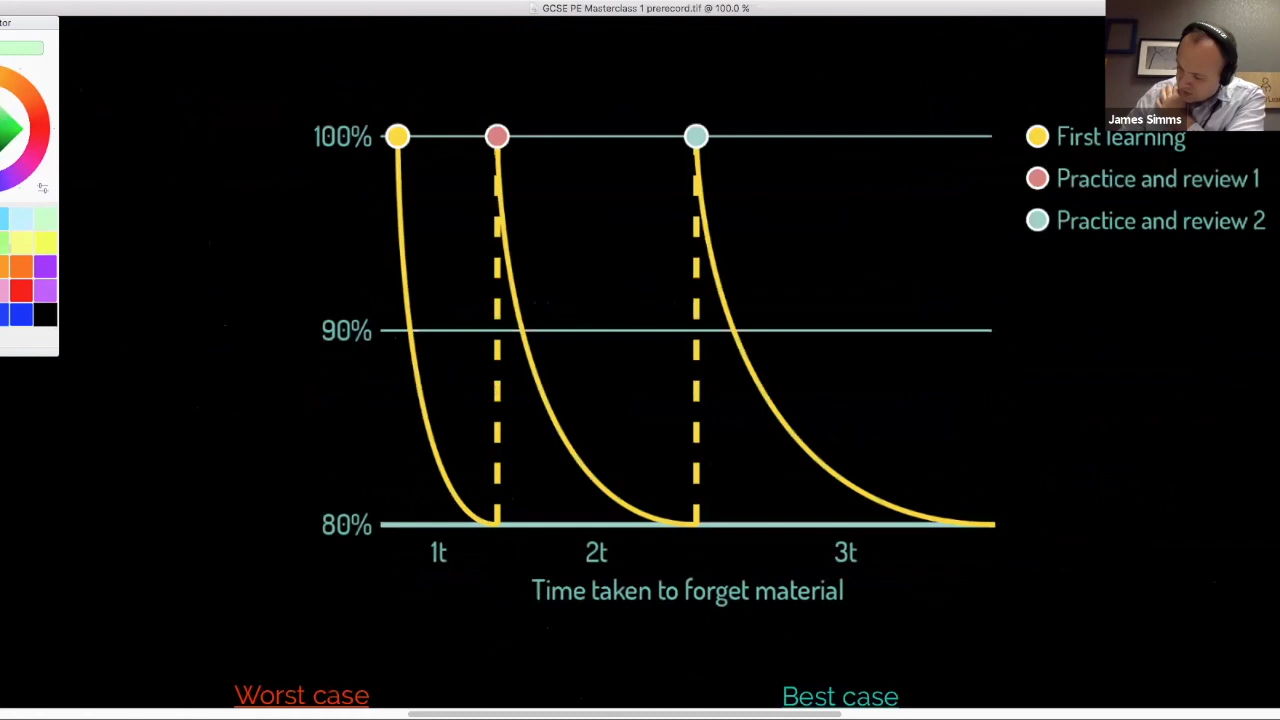 tor
GCSE PE Masterclass 1 prerecord.tif @ 100.0 %
James Simms
100%
90%
80%
First learning
Practice and review 1
Practice and review 2
1t
2t
3t
Time taken to forget material
Worst case
Best case